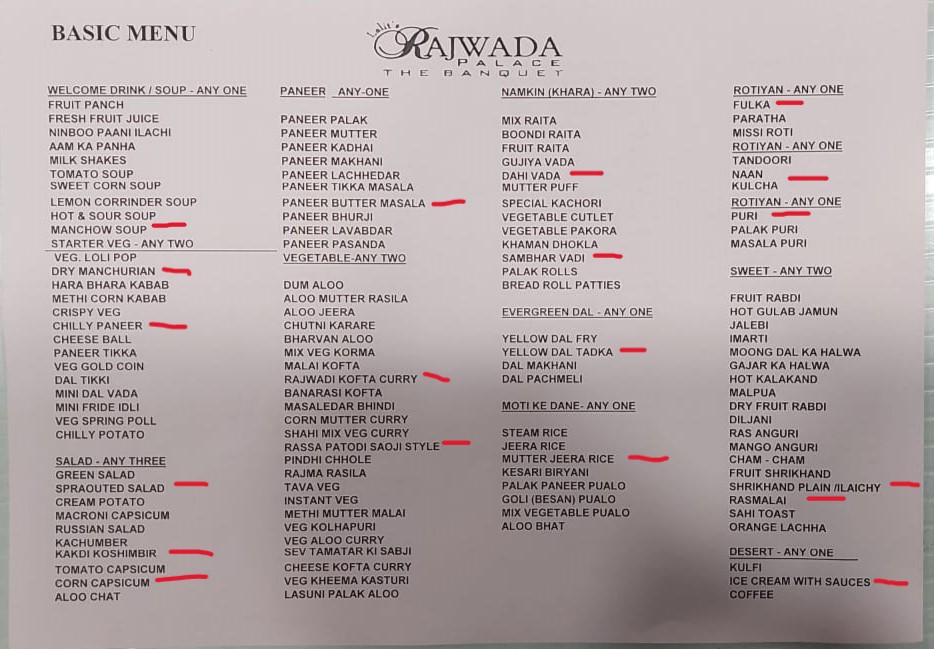 BASIC MENU
Lalit's
RAJWADA
PALACE
THE BANQUET
WELCOME DRINK / SOUP - ANY ONE
FRUIT PANCH
FRESH FRUIT JUICE
NINBOO PAANI ILACHI
AAM KA PANHA
MILK SHAKES
TOMATO SOUP
SWEET CORN SOUP
LEMON CORRINDER SOUP
HOT & SOUR SOUP
MANCHOW SOUP
STARTER VEG - ANY TWO
VEG. LOLI POP
DRY MANCHURIAN
HARA BHARA KABAB
METHI CORN KABAB
CRISPY VEG
CHILLY PANEER
CHEESE BALL
PANEER TIKKA
VEG GOLD COIN
DAL TIKKI
MINI DAL VADA
MINI FRIDE IDLI
VEG SPRING POLL
CHILLY POTATO
SALAD - ANY THREE
GREEN SALAD
SPRAOUTED SALAD
CREAM POTATO
MACRONI CAPSICUM
RUSSIAN SALAD
KACHUMBER
KAKDI KOSHIMBIR
TOMATO CAPSICUM
CORN CAPSICUM
ALOO CHAT
PANEER ANY-ONE
PANEER PALAK
PANEER MUTTER
PANEER KADHAI
PANEER MAKHANI
PANEER LACHHEDAR
PANEER TIKKA MASALA
PANEER BUTTER MASALA
PANEER BHURJI
PANEER LAVABDAR
PANEER PASANDA
VEGETABLE-ANY TWO
DUM ALOO
ALOO MUTTER RASILA
ALOO JEERA
CHUTNI KARARE
BHARVAN ALOO
MIX VEG KORMA
MALAI KOFTA
RAJWADI KOFTA CURRY
BANARASI KOFTA
MASALEDAR BHINDI
CORN MUTTER CURRY
SHAHI MIX VEG CURRY
RASSA PATODI SAOJI STYLE
PINDHI CHHOLE
RAJMA RASILA
TAVA VEG
INSTANT VEG
METHI MUTTER MALAI
VEG KOLHAPURI
VEG ALOO CURRY
SEV TAMATAR KI SABJI
CHEESE KOFTA CURRY
VEG KHEEMA KASTURI
LASUNI PALAK ALOO
NAMKIN (KHARA) - ANY TWO
MIX RAITA
BOONDI RAITA
FRUIT RAITA
GUJIYA VADA
DAHI VADA
MUTTER PUFF
SPECIAL KACHORI
VEGETABLE CUTLET
VEGETABLE PAKORA
KHAMAN DHOKLA
SAMBHAR VADI
PALAK ROLLS
BREAD ROLL PATTIES
EVERGREEN DAL - ANY ONE
YELLOW DAL FRY
YELLOW DAL TADKA
DAL MAKHANI
DAL PACHMELI
MOTI KE DANE- ANY ONE
STEAM RICE
JEERA RICE
MUTTER JEERA RICE
KESARI BIRYANI
PALAK PANEER PUALO
GOLI (BESAN) PUALO
MIX VEGETABLE PUALO
ALOO BHAT
ROTIYAN - ANY ONE
FULKA
PARATHA
MISSI ROTI
ROTIYAN - ANY ONE
TANDOORI
NAAN
KULCHA
ROTIYAN - ANY ONE
PURI
PALAK PURI
MASALA PURI
SWEET - ANY TWO
FRUIT RABDI
HOT GULAB JAMUN
JALEBI
IMARTI
MOONG DAL KA HALWA
GAJAR KA HALWA
HOT KALAKAND
MALPUA
DRY FRUIT RABDI
DILJANI
RAS ANGURI
MANGO ANGURI
CHAM - CHAM
FRUIT SHRIKHAND
SHRIKHAND PLAIN /ILAICHY
RASMALAI
SAHI TOAST
ORANGE LACHHA
DESERT - ANY ONE
KULFI
ICE CREAM WITH SAUCES
COFFEE